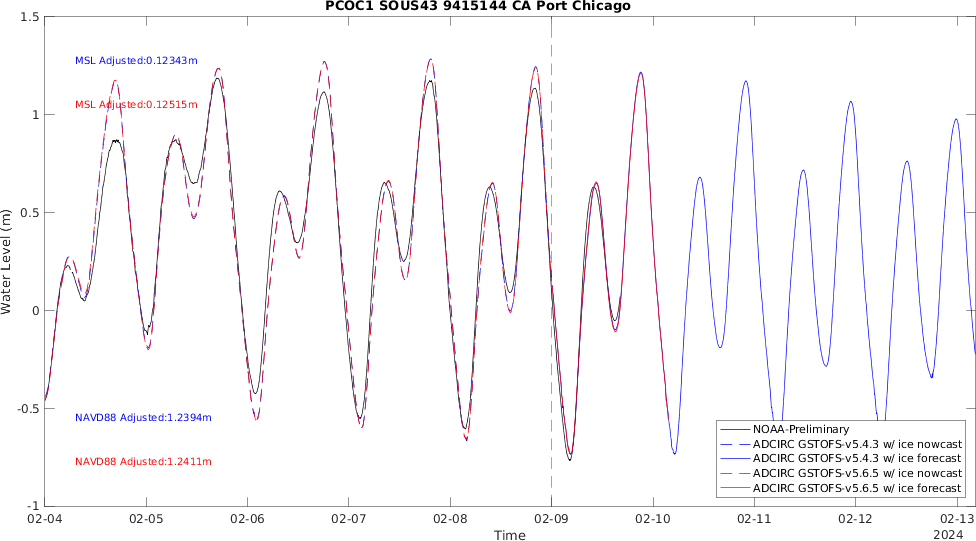 PCOC1 SOUS43 9415144 CA Port Chicago
1.5
MSL Adjusted:0.12343m
MSL Adjusted:0.12515m
1
0.5
Water Level (m)
0
-0.5
NAVD88 Adjusted:1.2394m
NAVD88 Adjusted:1.2411m
-1
NOAA-Preliminary
ADCIRC GSTOFS-v5.4.3 w/ ice nowcast
ADCIRC GSTOFS-v5.4.3 w/ ice forecast
ADCIRC GSTOFS-v5.6.5 w/ ice nowcast
ADCIRC GSTOFS-v5.6.5 w/ ice forecast
02-04 02-05 02-06 02-07 02-08 02-09 02-10 02-11 02-12 02-13
Time
2024